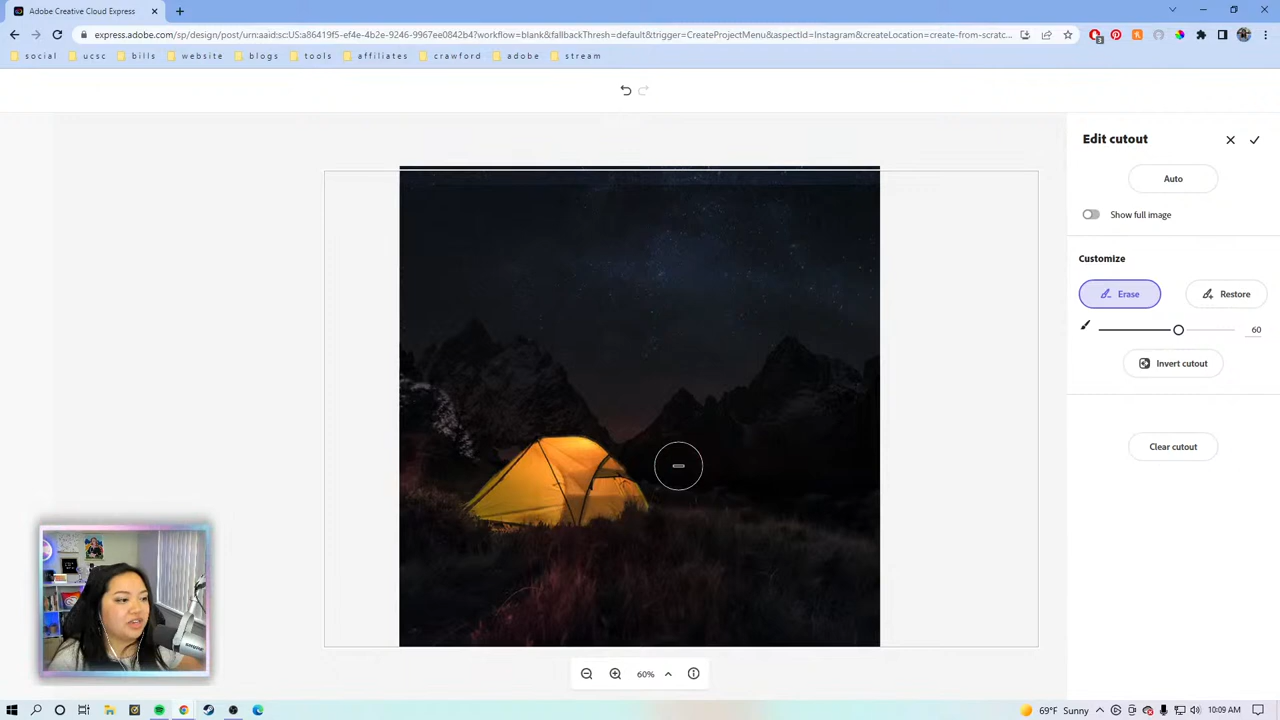 Adobe Creative Cloud Express
express.adobe.com/sp/design/post/urn:aaid:sc:US:a86419f5-ef4e-4b2e-9246-9967ee0842b4?workflow=blank&fallbackThresh=default&trigger=CreateProjectMenu&aspectId=Instagram&createLocation=create-from-scratc...
social ucsc bills website blogs tools affiliates crawford adobe stream
Edit cutout
Auto
Show full image
Customize
Erase Restore
60
Invert cutout
Clear cutout
60%
69°F Sunny 10:09 AM